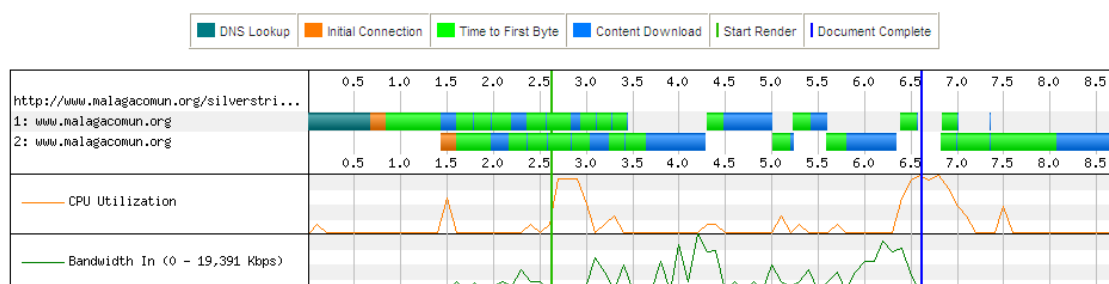 DNS Lookup Initial Connection Time to First Byte Content Download Start Render Document Complete
0.5 1.0 1.5 2.0 2.5 3.0 3.5 4.0 4.5 5.0 5.5 6.0 6.5 7.0 7.5 8.0 8.5
http://www.malagacomun.org/silverstri...
1: www.malagacomun.org
2: www.malagacomun.org
0.5 1.0 1.5 2.0 2.5 3.0 3.5 4.0 4.5 5.0 5.5 6.0 6.5 7.0 7.5 8.0 8.5
CPU Utilization
Bandwidth In (0 - 19,391 Kbps)